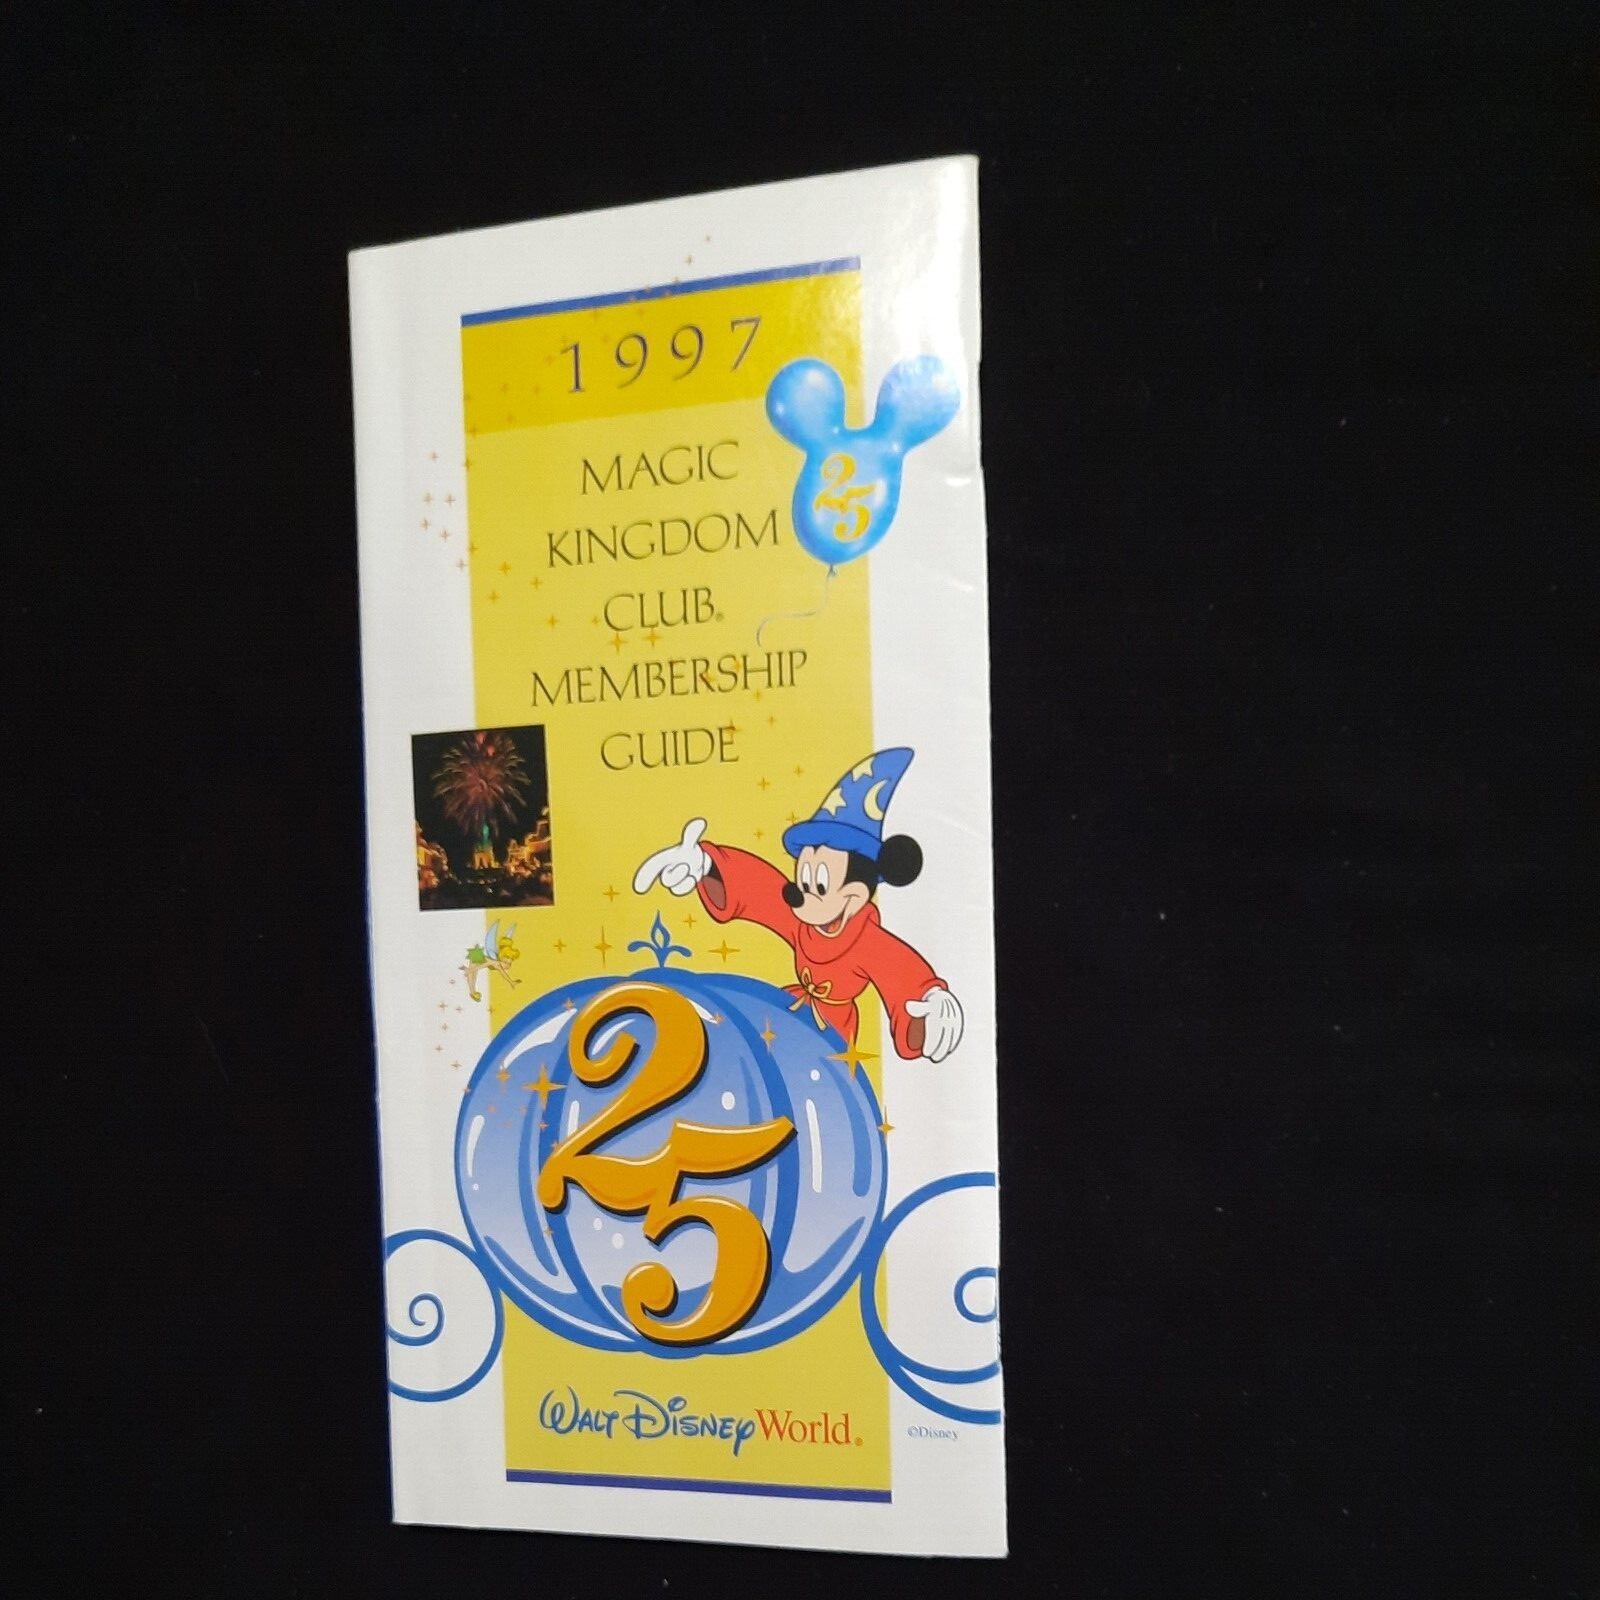 1997
25
MAGIC
KINGDOM
CLUB®
MEMBERSHIP
GUIDE
25
WALT DISNEY World®
©Disney